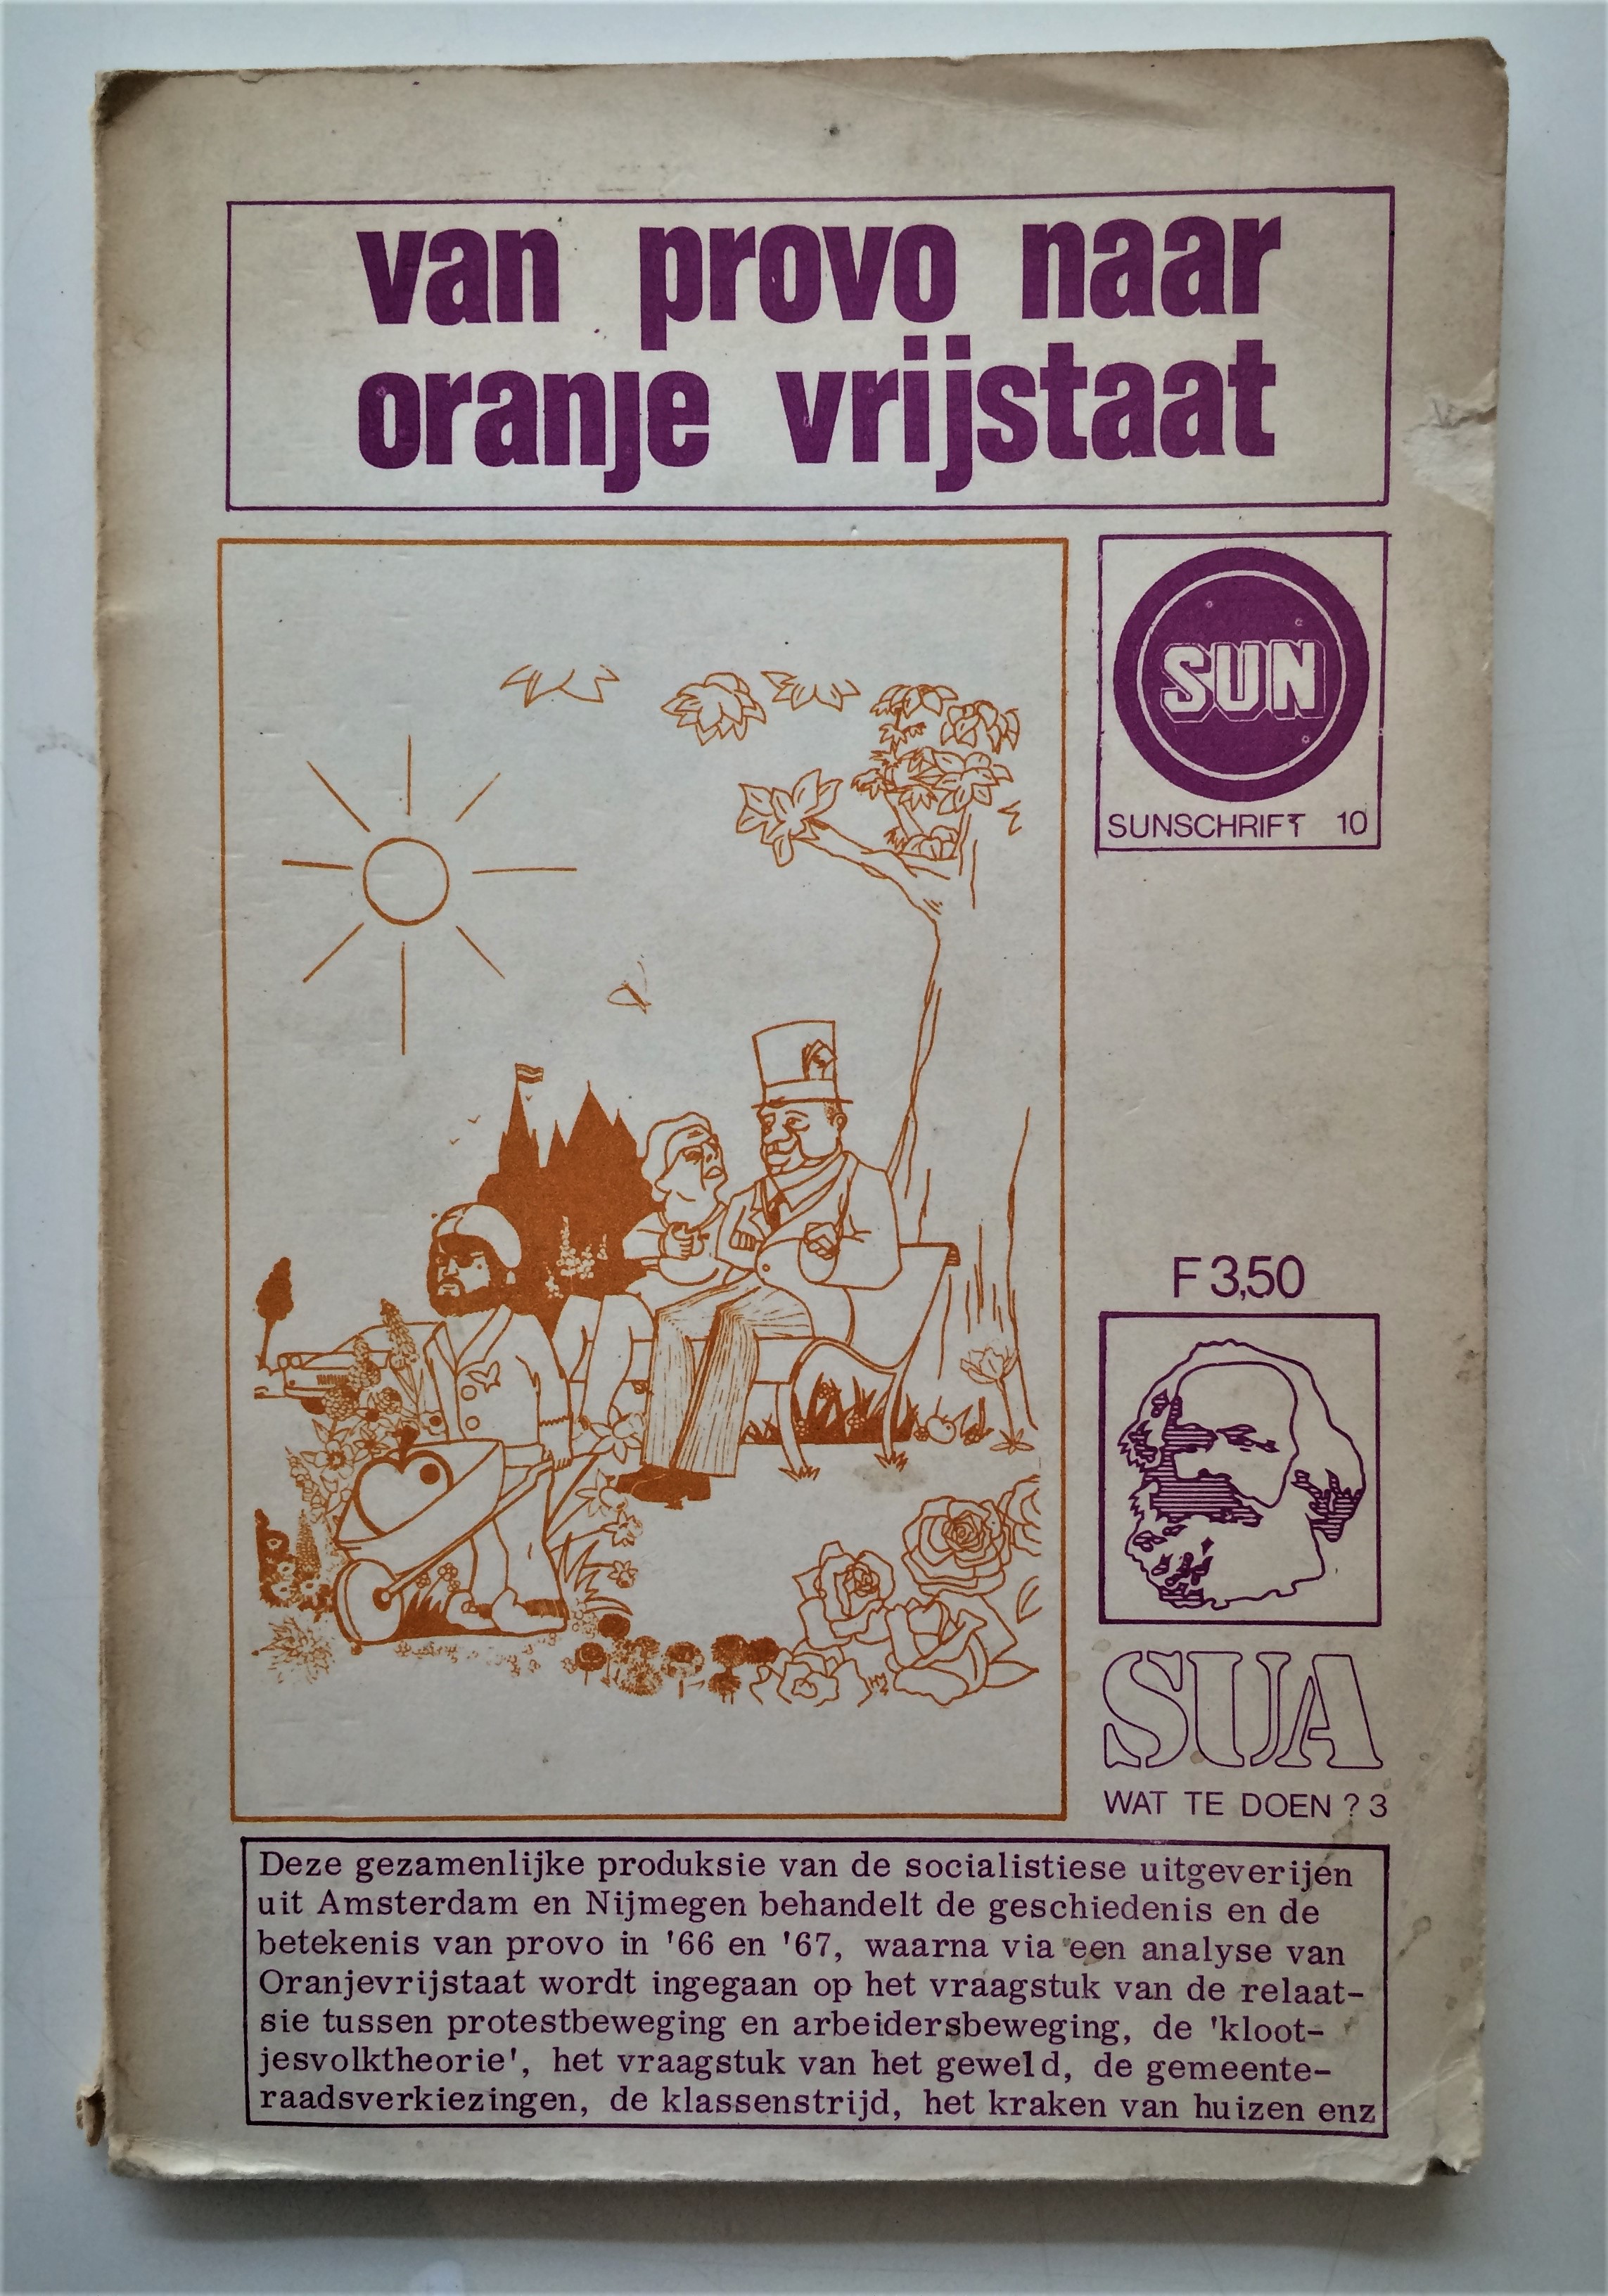 van provo naar
oranje vrijstaat
SUN
SUNSCHRIFT 10
F 3,50
SUA
WAT TE DOEN ? 3
Deze gezamenlijke produksie van de socialistiese uitgeverijen
uit Amsterdam en Nijmegen behandelt de geschiedenis en de
betekenis van provo in '66 en '67, waarna via een analyse van
Oranjevrijstaat wordt ingegaan op het vraagstuk van de relaat-
sie tussen protestbeweging en arbeidersbeweging, de 'kloot-
jesvolktheorie', het vraagstuk van het geweld, de gemeente-
raadsverkiezingen, de klassenstrijd, het kraken van huizen enz